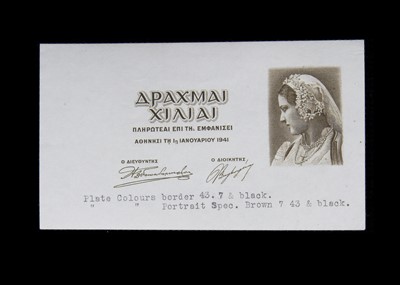 ΔΡΑΧΜΑΙ
ΧΙΛΙΑΙ
ΠΛΗΡΩΤΕΑΙ ΕΠΙ ΤΗ. ΕΜΦΑΝΙΣΕΙ
ΑΘΗΝΗΣΙ ΤΗ 1Η ΙΑΝΟΥΑΡΙΟΥ 1941
Ο ΔΙΕΥΘΥΝΤΗΣ Ο ΔΙΟΙΚΗΤΗΣ
Plate Colours border 43. 7 & black.
" " Portrait Spec. Brown 7 43 & black.